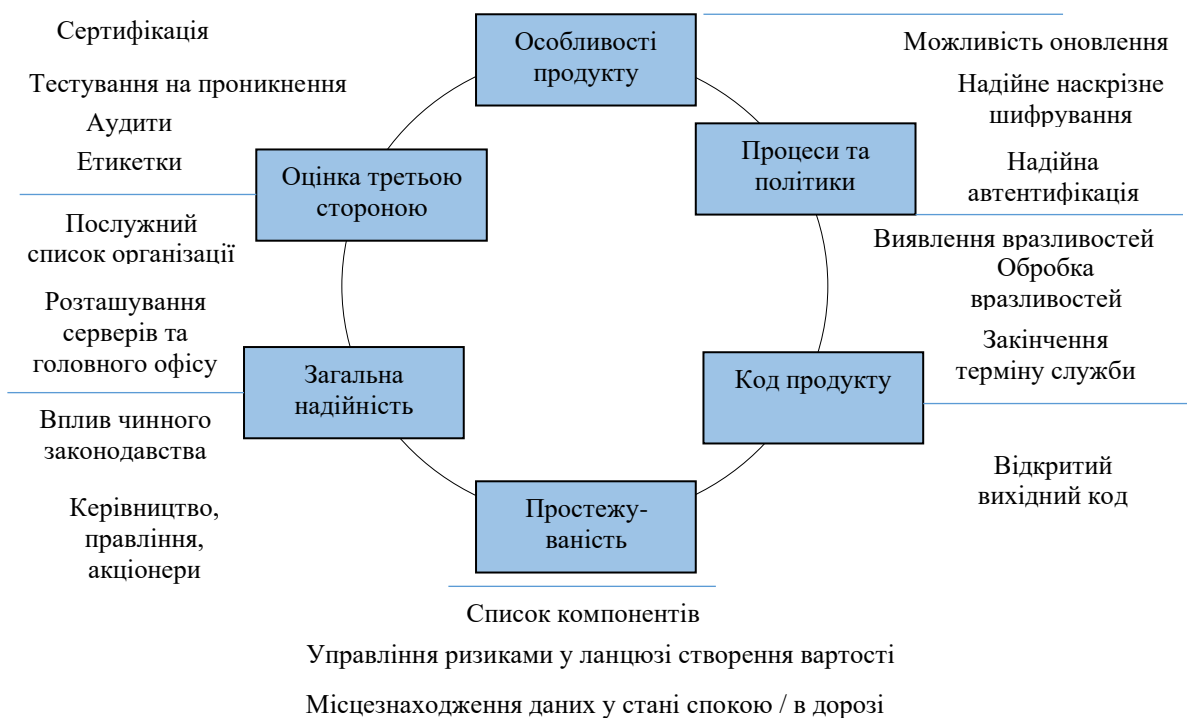 Сертифікація
Тестування на проникнення
Аудити
Етикетки
Послужний
список організації
Розташування
серверів та
головного офісу
Вплив чинного
законодавства
Керівництво,
правління,
акціонери
Особливості
продукту
Оцінка третьою
стороною
Процеси та
політики
Загальна
надійність
Код продукту
Простежу-
ваність
Можливість оновлення
Надійне наскрізне
шифрування
Надійна
автентифікація
Виявлення вразливостей
Обробка
вразливостей
Закінчення
терміну служби
Відкритий
вихідний код
Список компонентів
Управління ризиками у ланцюзі створення вартості
Місцезнаходження даних у стані спокою / в дорозі